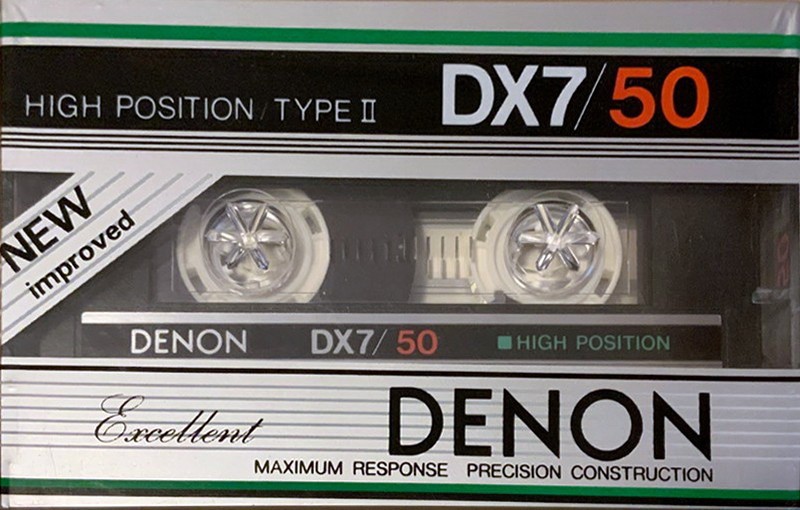 HIGH POSITION / TYPE II
DX7/50
NEW
improved
DENON DX7/50 ■HIGH POSITION
Excellent
DENON
MAXIMUM RESPONSE PRECISION CONSTRUCTION